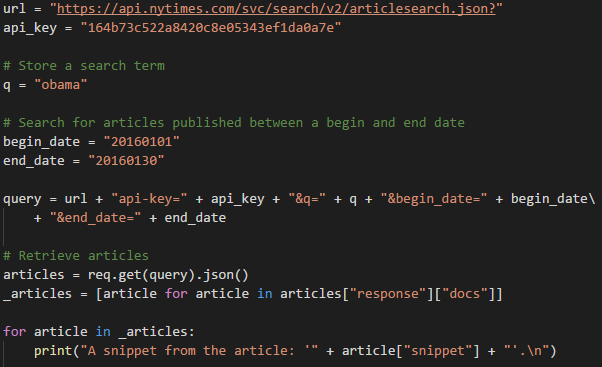 url = "https://api.nytimes.com/svc/search/v2/articlesearch.json?"
api_key = "164b73c522a8420c8e05343ef1da0a7e"
# Store a search term
q = "obama"
# Search for articles published between a begin and end date
begin_date = "20160101"
end_date = "20160130"
query = url + "api-key=" + api_key + "&q=" + q + "&begin_date=" + begin_date\
+ "&end_date=" + end_date
# Retrieve articles
articles = req.get(query).json()
_articles = [article for article in articles["response"]["docs"]]
for article in _articles:
print("A snippet from the article: '" + article["snippet"] + "'.\n")